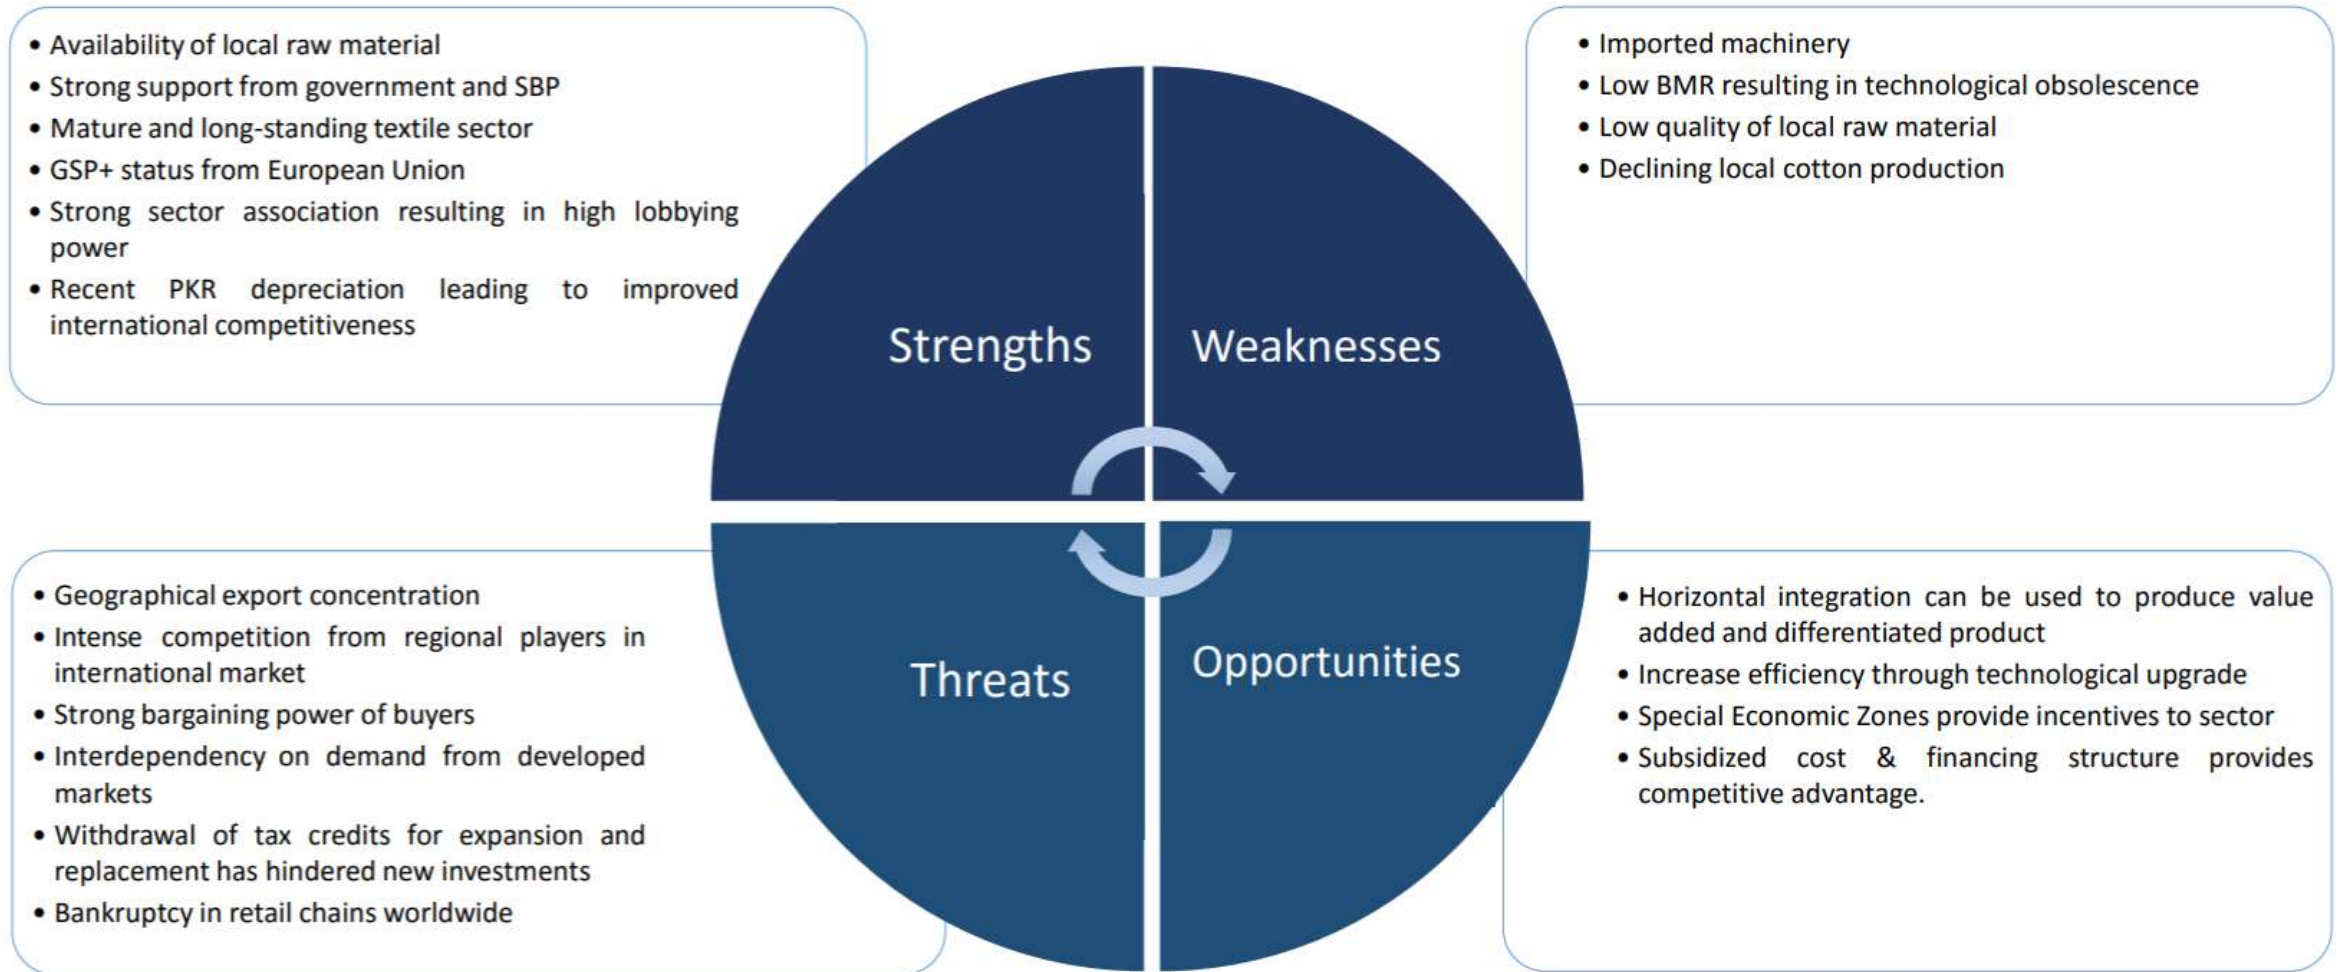 • Availability of local raw material
• Strong support from government and SBP
• Mature and long-standing textile sector
• GSP+ status from European Union
• Strong sector association resulting in high lobbying
power
• Recent PKR depreciation leading to improved
international competitiveness
• Imported machinery
• Low BMR resulting in technological obsolescence
• Low quality of local raw material
• Declining local cotton production
Strengths
Weaknesses
• Geographical export concentration
• Intense competition from regional players in
international market
• Strong bargaining power of buyers
• Interdependency on demand from developed
markets
• Withdrawal of tax credits for expansion and
replacement has hindered new investments
• Bankruptcy in retail chains worldwide
Threats
Opportunities
• Horizontal integration can be used to produce value
added and differentiated product
• Increase efficiency through technological upgrade
• Special Economic Zones provide incentives to sector
• Subsidized cost & financing structure provides
competitive advantage.